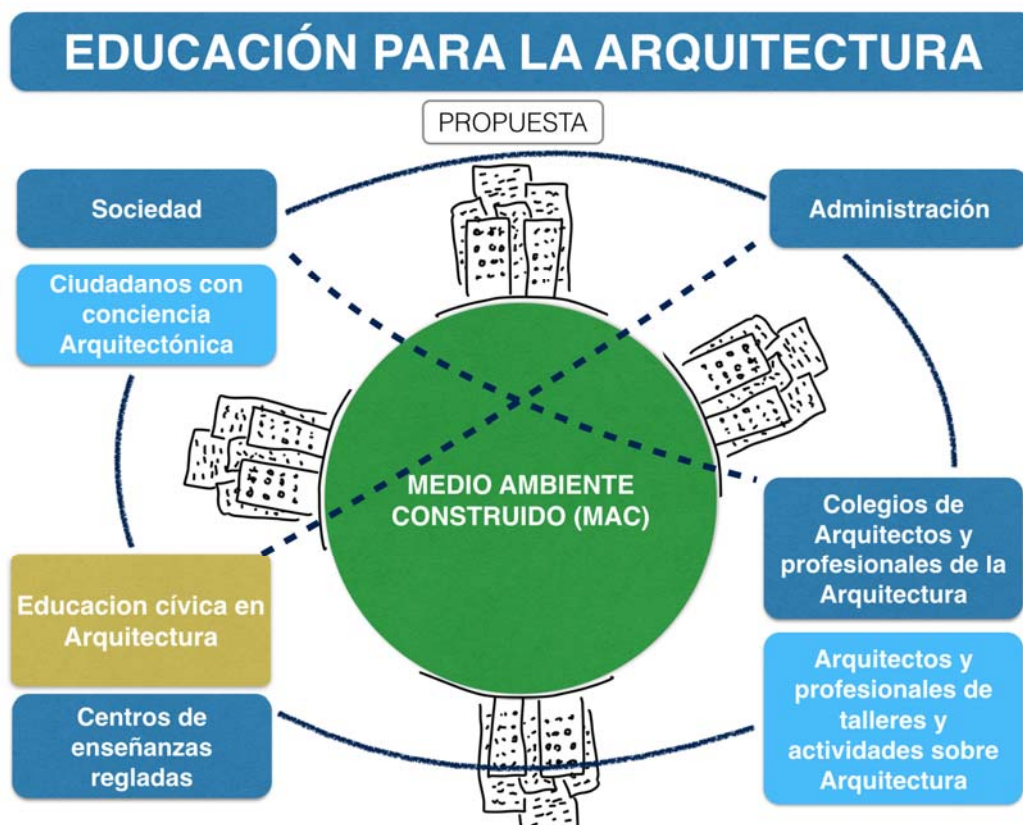 EDUCACIÓN PARA LA ARQUITECTURA
PROPUESTA
Sociedad
Administración
Ciudadanos con
conciencia
Arquitectónica
MEDIO AMBIENTE
CONSTRUIDO (MAC)
Colegios de
Arquitectos y
profesionales de la
Arquitectura
Educacion cívica en
Arquitectura
Arquitectos y
profesionales de
talleres y
actividades sobre
Arquitectura
Centros de
enseñanzas
regladas